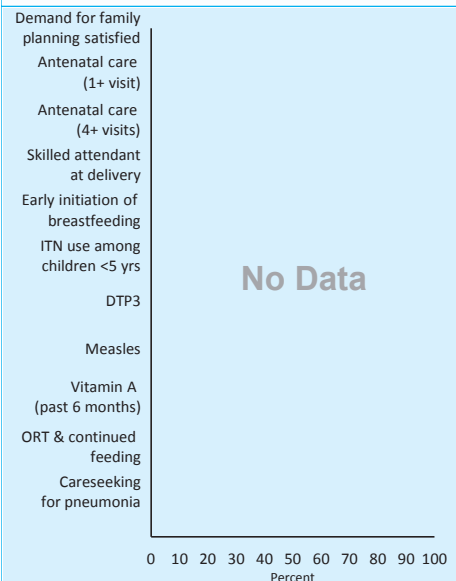 Demand for family
planning satisfied
Antenatal care
(1+ visit)
Antenatal care
(4+ visits)
Skilled attendant
at delivery
Early initiation of
breastfeeding
ITN use among
children <5 yrs
DTP3
Measles
Vitamin A
(past 6 months)
ORT & continued
feeding
Careseeking
for pneumonia
No Data
0 10 20 30 40 50 60 70 80 90 100
Percent